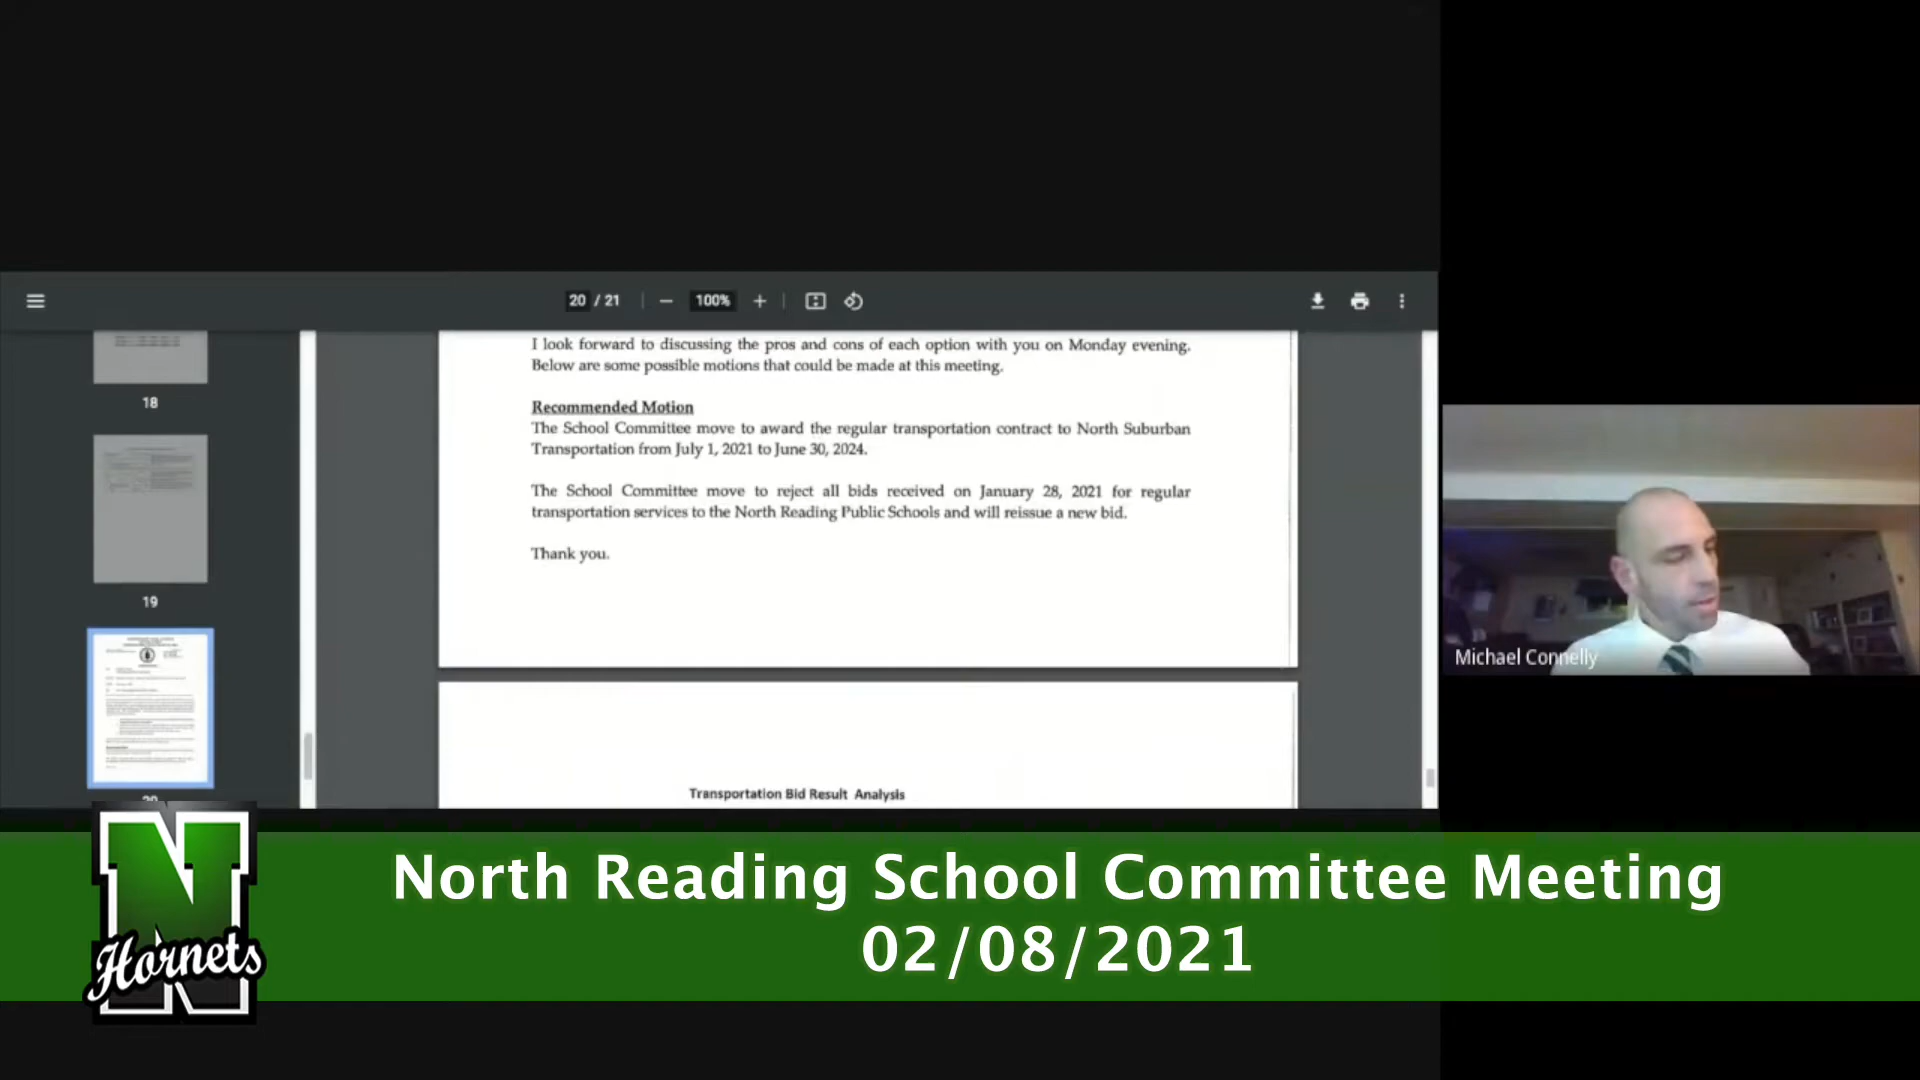 20 / 21
100%
I look forward to discussing the pros and cons of each option with you on Monday evening.
Below are some possible motions that could be made at this meeting.
Recommended Motion
The School Committee move to award the regular transportation contract to North Suburban
Transportation from July 1, 2021 to June 30, 2024.
The School Committee move to reject all bids received on January 28, 2021 for regular
transportation services to the North Reading Public Schools and will reissue a new bid.
Thank you.
Transportation Bid Result Analysis
18
19
20
Michael Connelly
North Reading School Committee Meeting
02/08/2021
N
Hornets